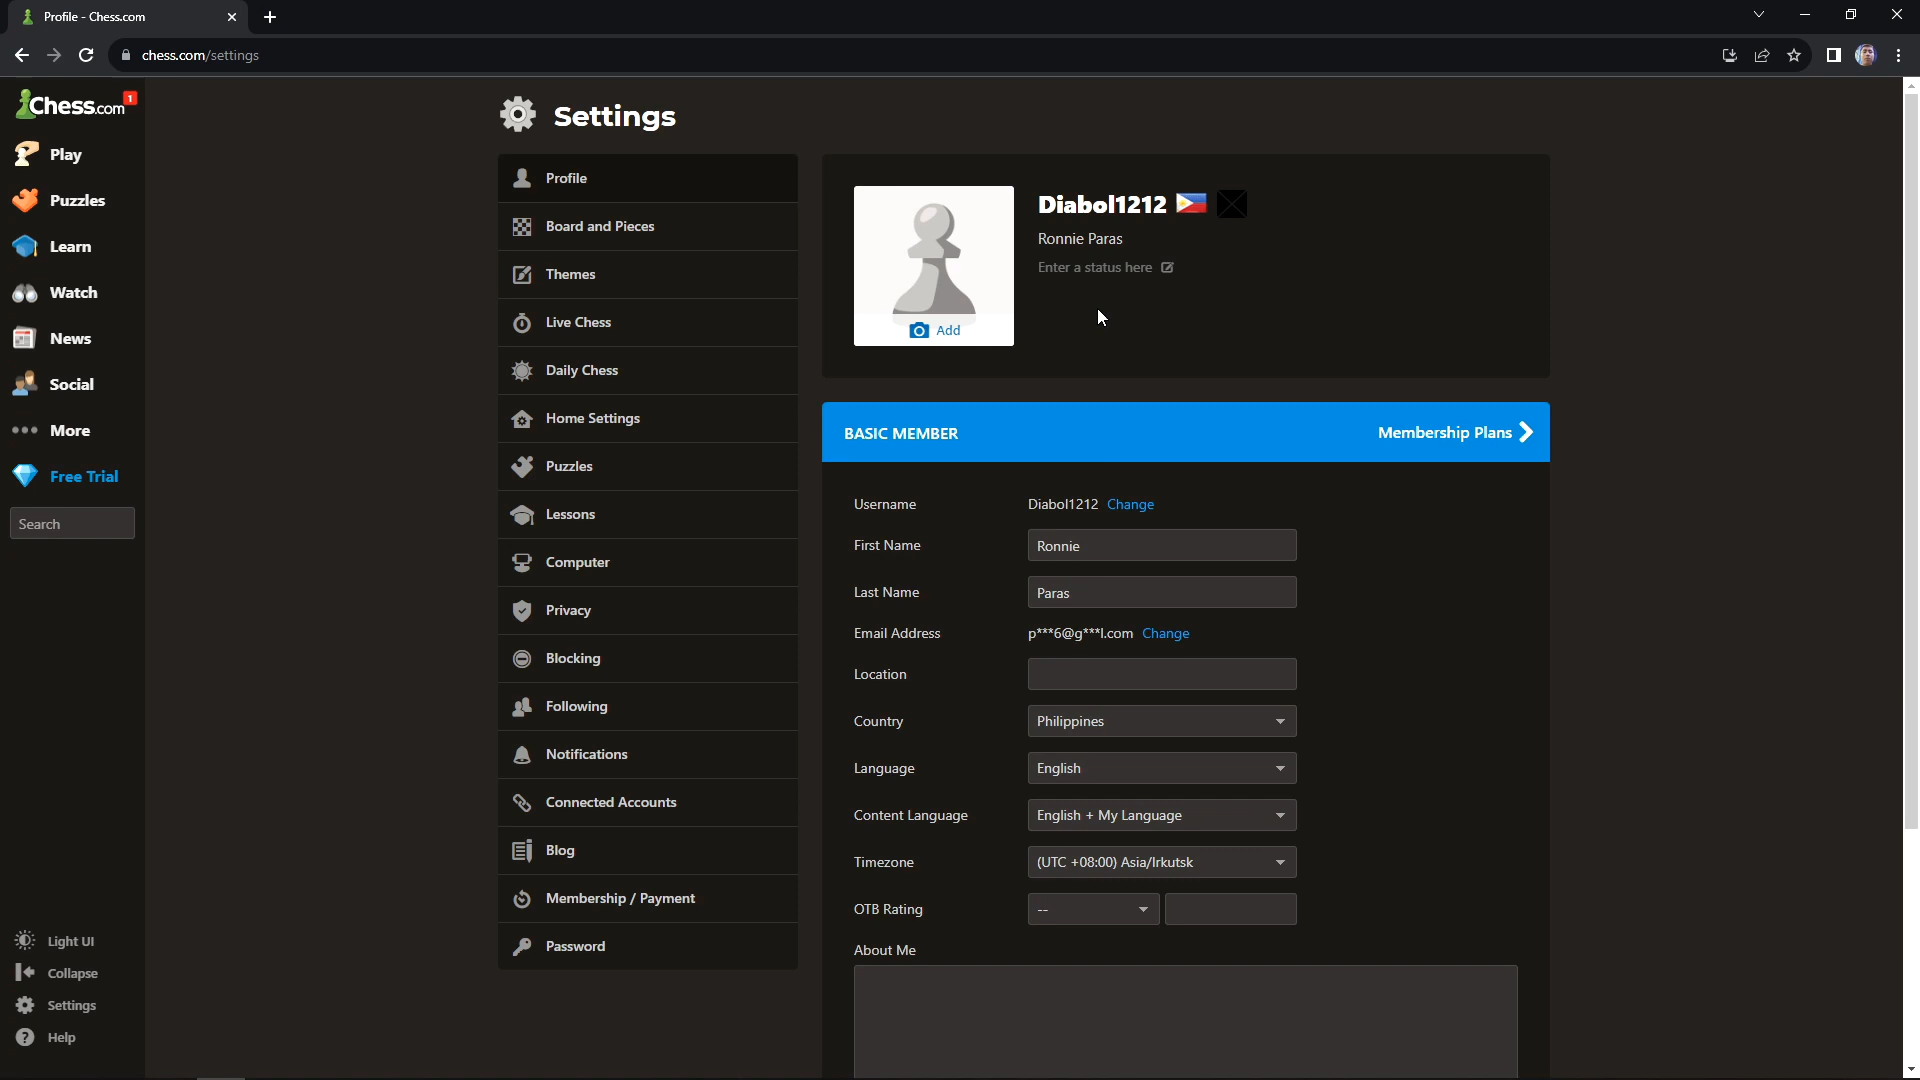 Profile - Chess.com
chess.com/settings
Chess.com
1
Play
Puzzles
Learn
Watch
News
Social
More
Free Trial
Search
Light UI
Collapse
Settings
Help
Settings
Profile
Board and Pieces
Themes
Live Chess
Daily Chess
Home Settings
Puzzles
Lessons
Computer
Privacy
Blocking
Following
Notifications
Connected Accounts
Blog
Membership / Payment
Password
Add
Diabol1212
Ronnie Paras
Enter a status here
BASIC MEMBER
Membership Plans
Username Diabol1212 Change
First Name Ronnie
Last Name Paras
Email Address p***6@g***l.com Change
Location
Country Philippines
Language English
Content Language English + My Language
Timezone (UTC +08:00) Asia/Irkutsk
OTB Rating --
About Me